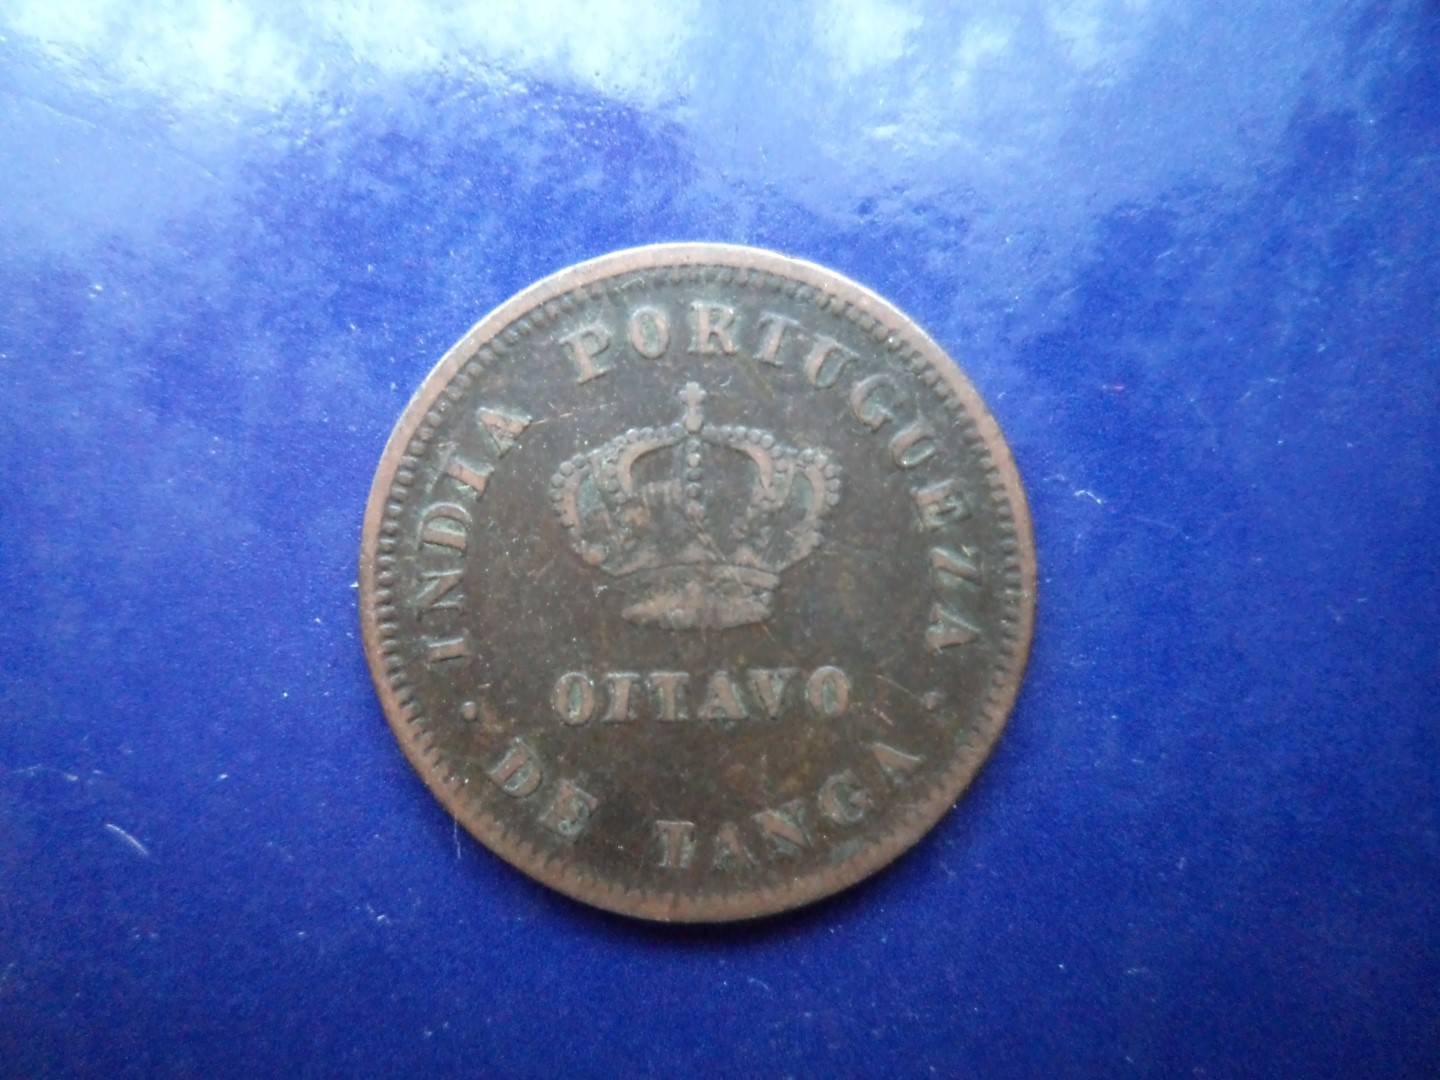 INDIA PORTUGUEZA
OITAVO
· DE TANGA ·